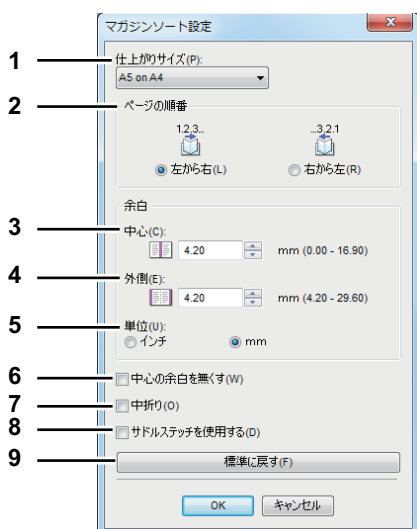 マガジンソート設定
1
仕上がりサイズ(P):
A5 on A4
2
ページの順番
1,2,3... ...3,2,1
左から右(L) 右から左(R)
余白
3
中心(C):
4.20 mm (0.00 - 16.90)
4
外側(E):
4.20 mm (4.20 - 29.60)
5
単位(U):
インチ mm
6
中心の余白を無くす(W)
7
中折り(O)
8
サドルステッチを使用する(D)
9
標準に戻す(F)
OK キャンセル